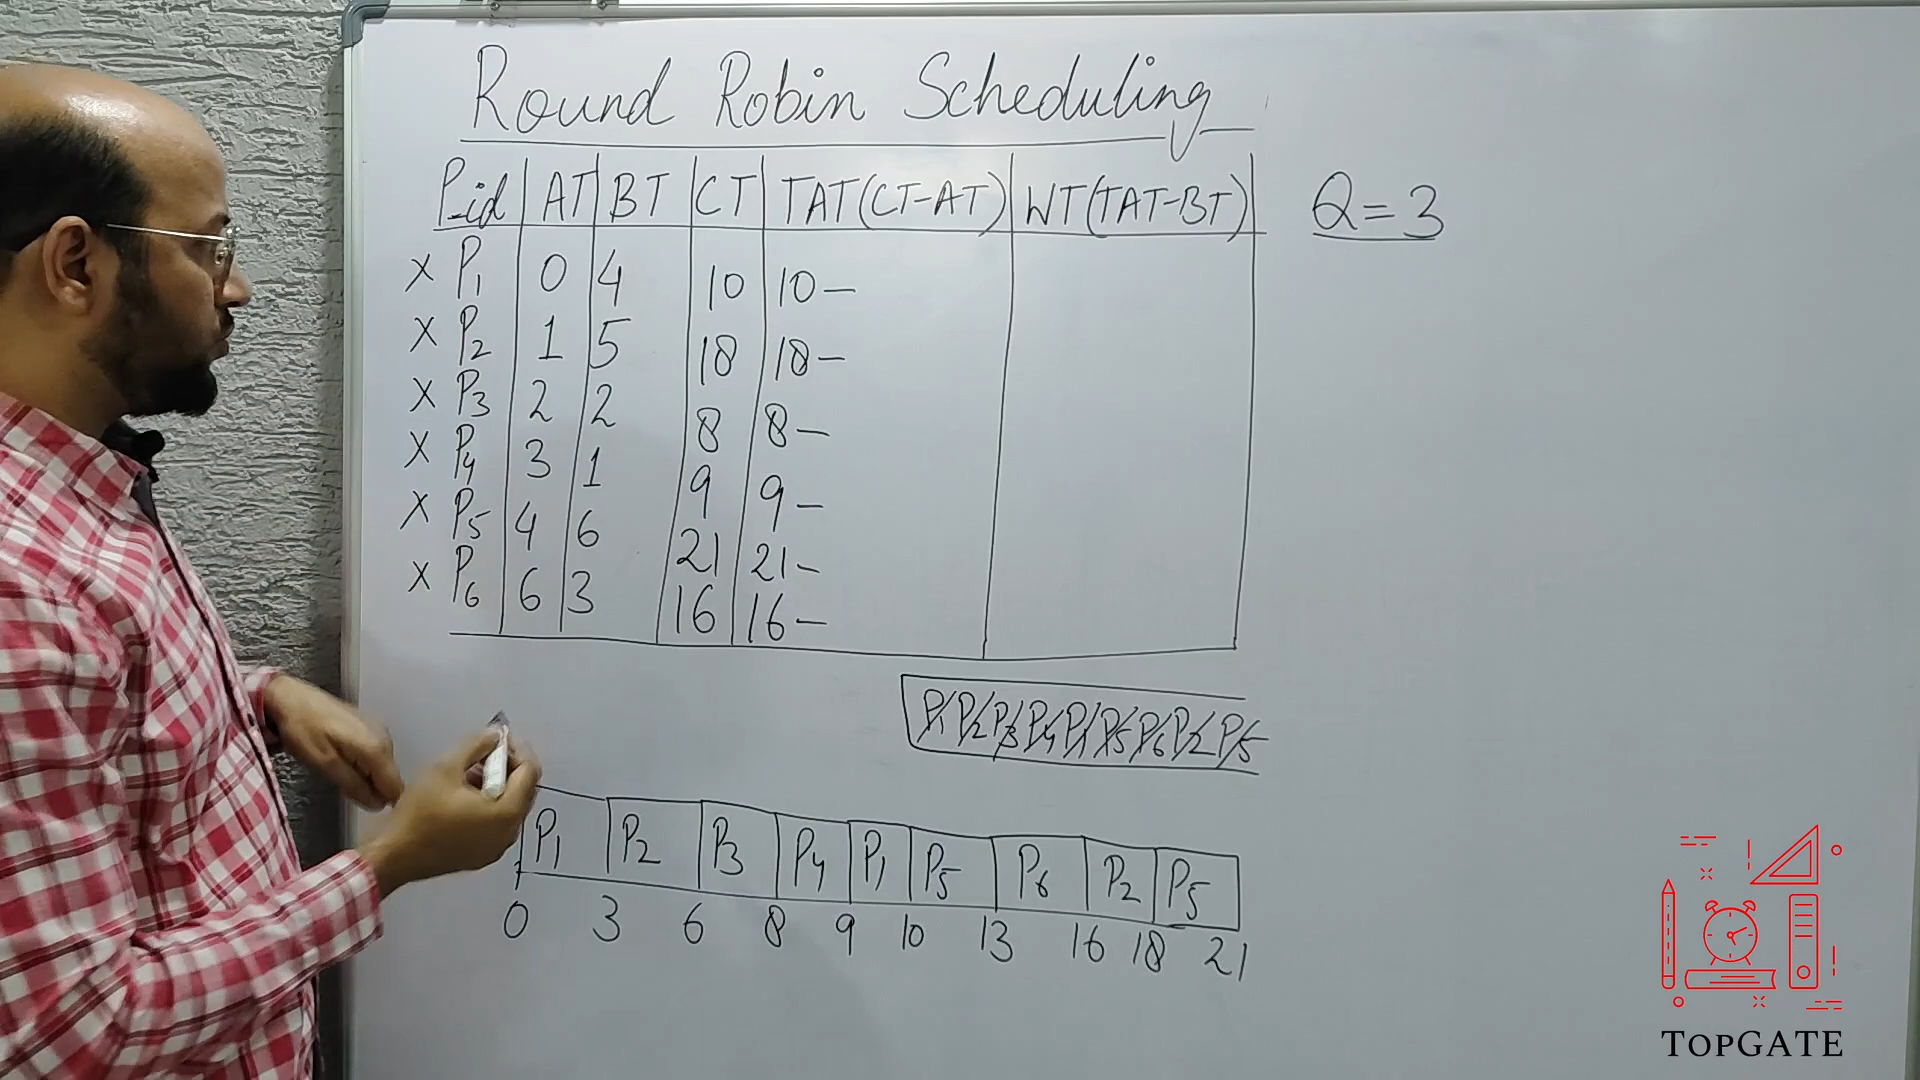 Round Robin Scheduling
P-id AT BT CT TAT(CT-AT) WT(TAT-BT) Q=3
X P1 0 4 10 10-
X P2 1 5 18 18-
X P3 2 2 8 8-
X P4 3 1 9 9-
X P5 4 6 21 21-
X P6 6 3 16 16-
P1 P2 P3 P4 P1 P5 P6 P2 P5
P1 P2 P3 P4 P1 P5 P6 P2 P5
0 3 6 8 9 10 13 16 18 21
TOPGATE